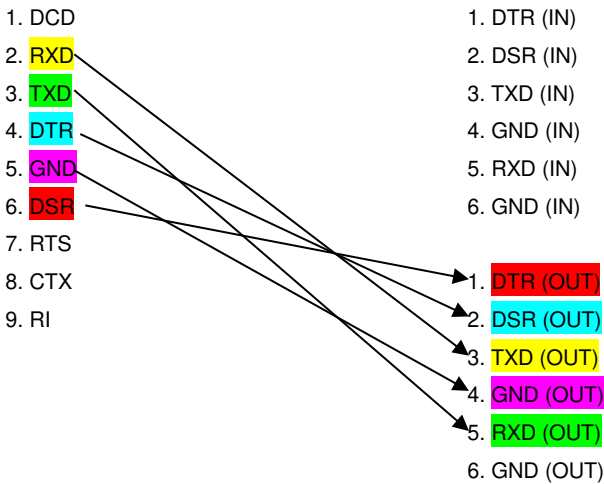 1. DCD
2. RXD
3. TXD
4. DTR
5. GND
6. DSR
7. RTS
8. CTX
9. RI
1. DTR (IN)
2. DSR (IN)
3. TXD (IN)
4. GND (IN)
5. RXD (IN)
6. GND (IN)
1. DTR (OUT)
2. DSR (OUT)
3. TXD (OUT)
4. GND (OUT)
5. RXD (OUT)
6. GND (OUT)